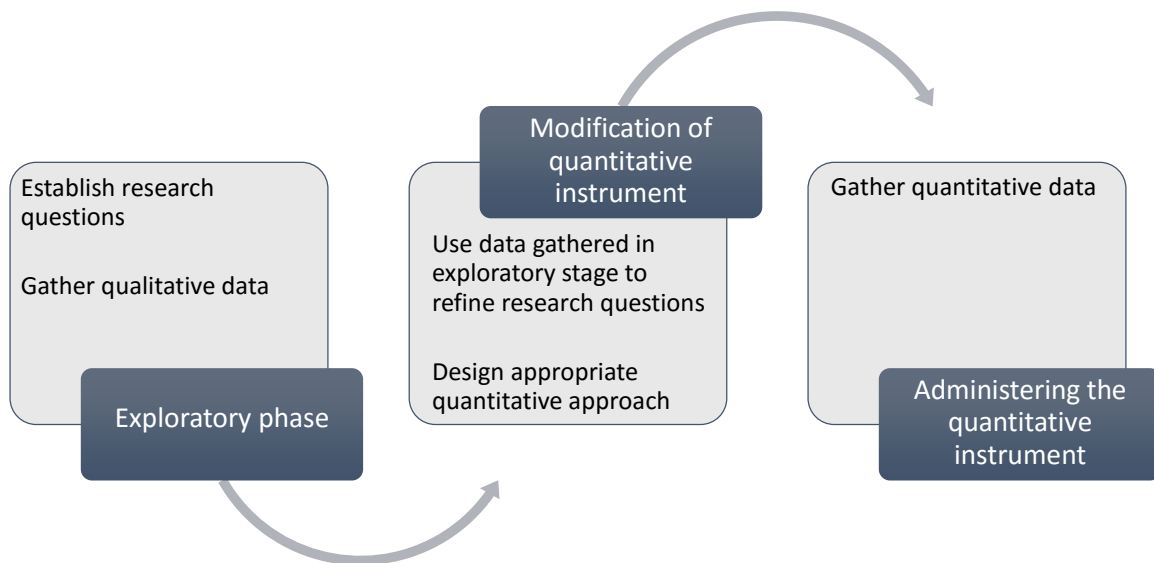 Establish research
questions
Gather qualitative data
Exploratory phase
Modification of
quantitative
instrument
Use data gathered in
exploratory stage to
refine research questions
Design appropriate
quantitative approach
Gather quantitative data
Administering the
quantitative
instrument